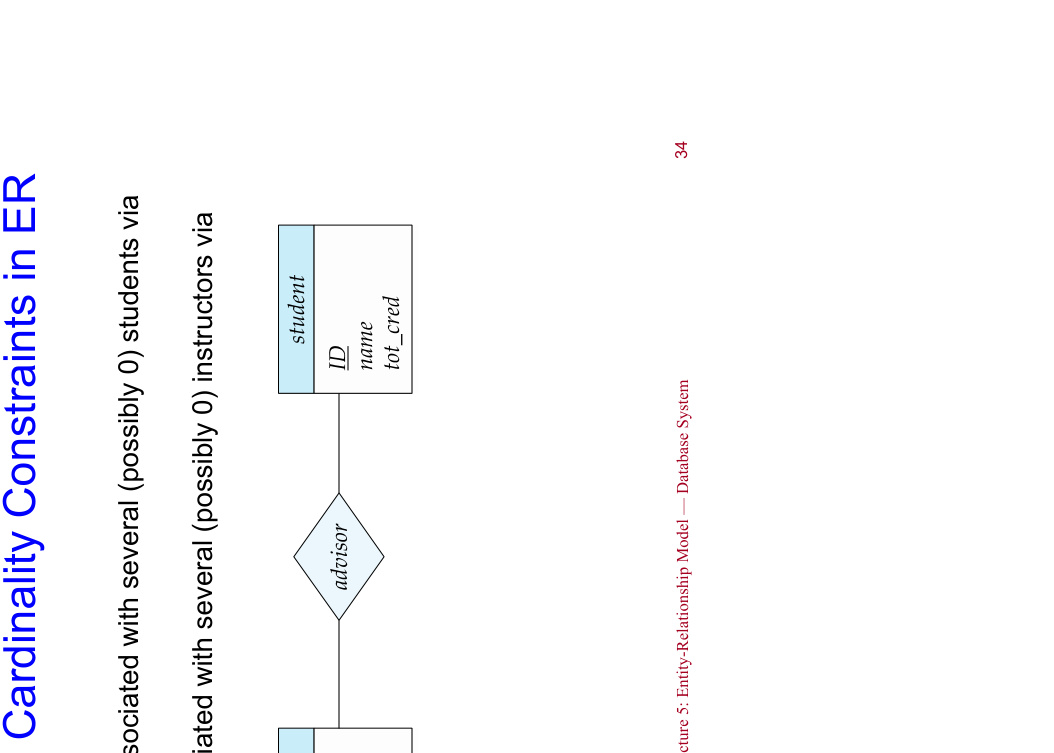 Cardinality Constraints in ER
sociated with several (possibly 0) students via
iated with several (possibly 0) instructors via
advisor
student
ID
name
tot_cred
cture 5: Entity-Relationship Model — Database System
34